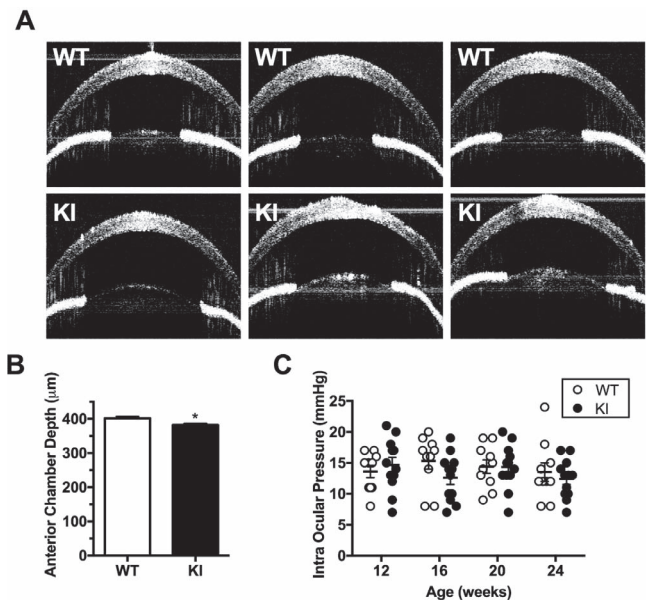 A
WT WT WT
KI KI KI
B
Anterior Chamber Depth (μm)
500
400
300
200
100
0
*
WT KI
C
Intra Ocular Pressure (mmHg)
25
20
15
10
5
0
WT
KI
12 16 20 24
Age (weeks)